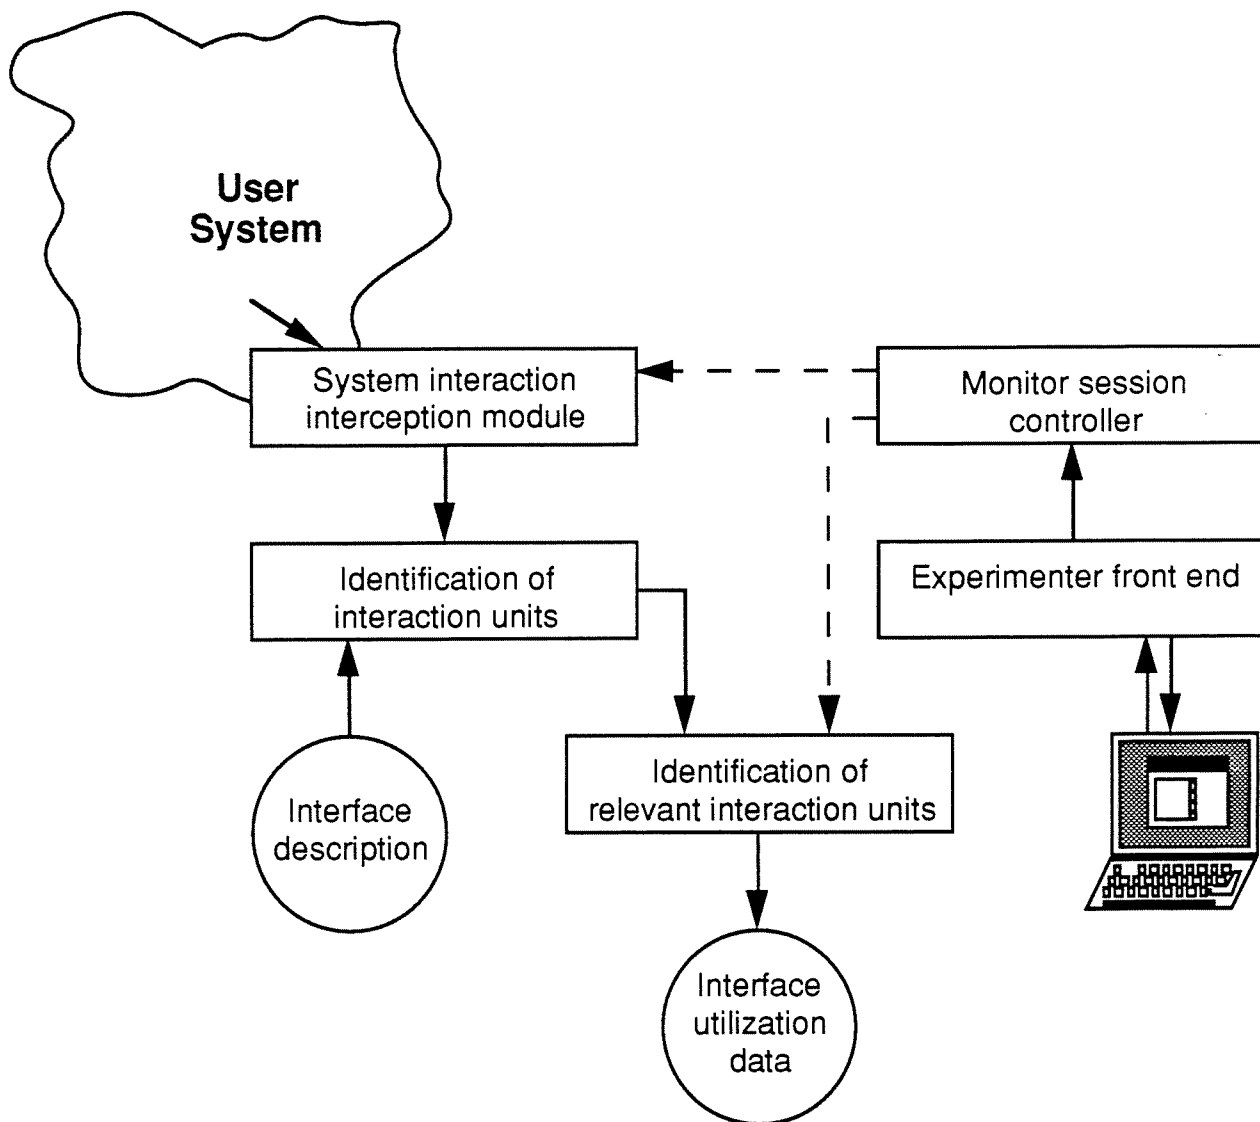 User
System
System interaction
interception module
Monitor session
controller
Identification of
interaction units
Experimenter front end
Identification of
relevant interaction units
Interface
description
Interface
utilization
data